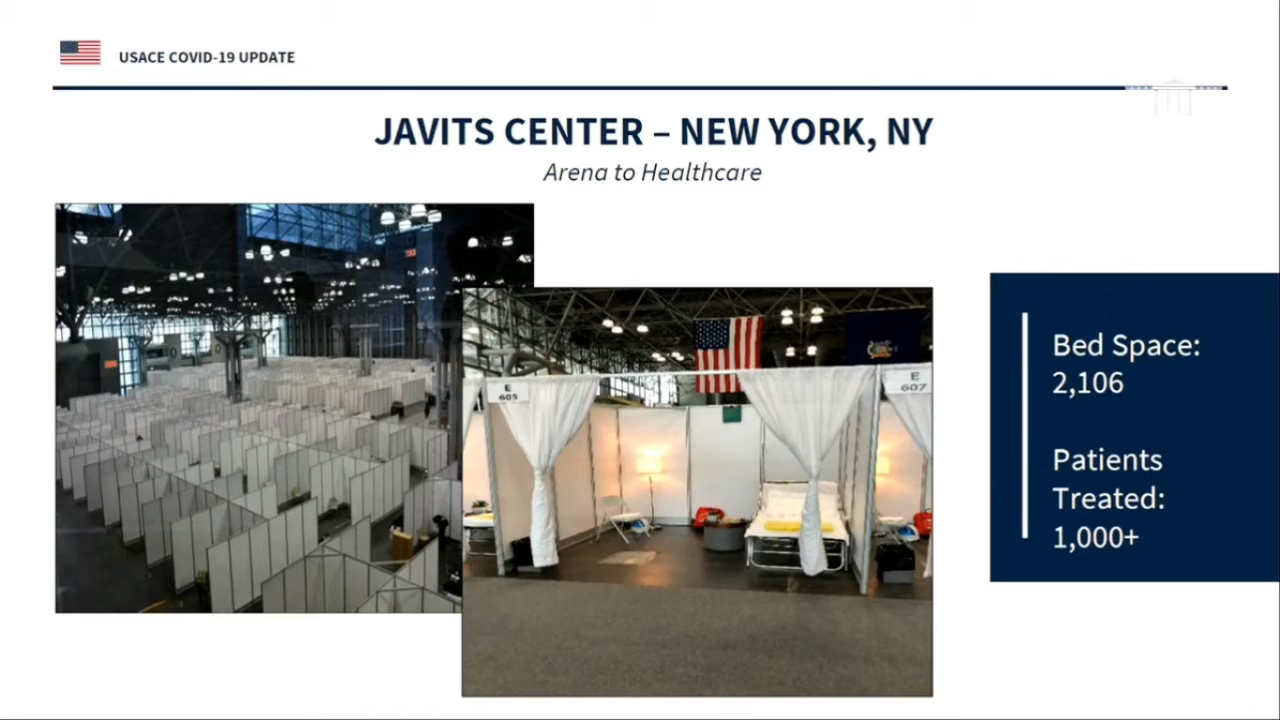 USACE COVID-19 UPDATE
JAVITS CENTER – NEW YORK, NY
Arena to Healthcare
E
603
E
607
Bed Space:
2,106
Patients
Treated:
1,000+